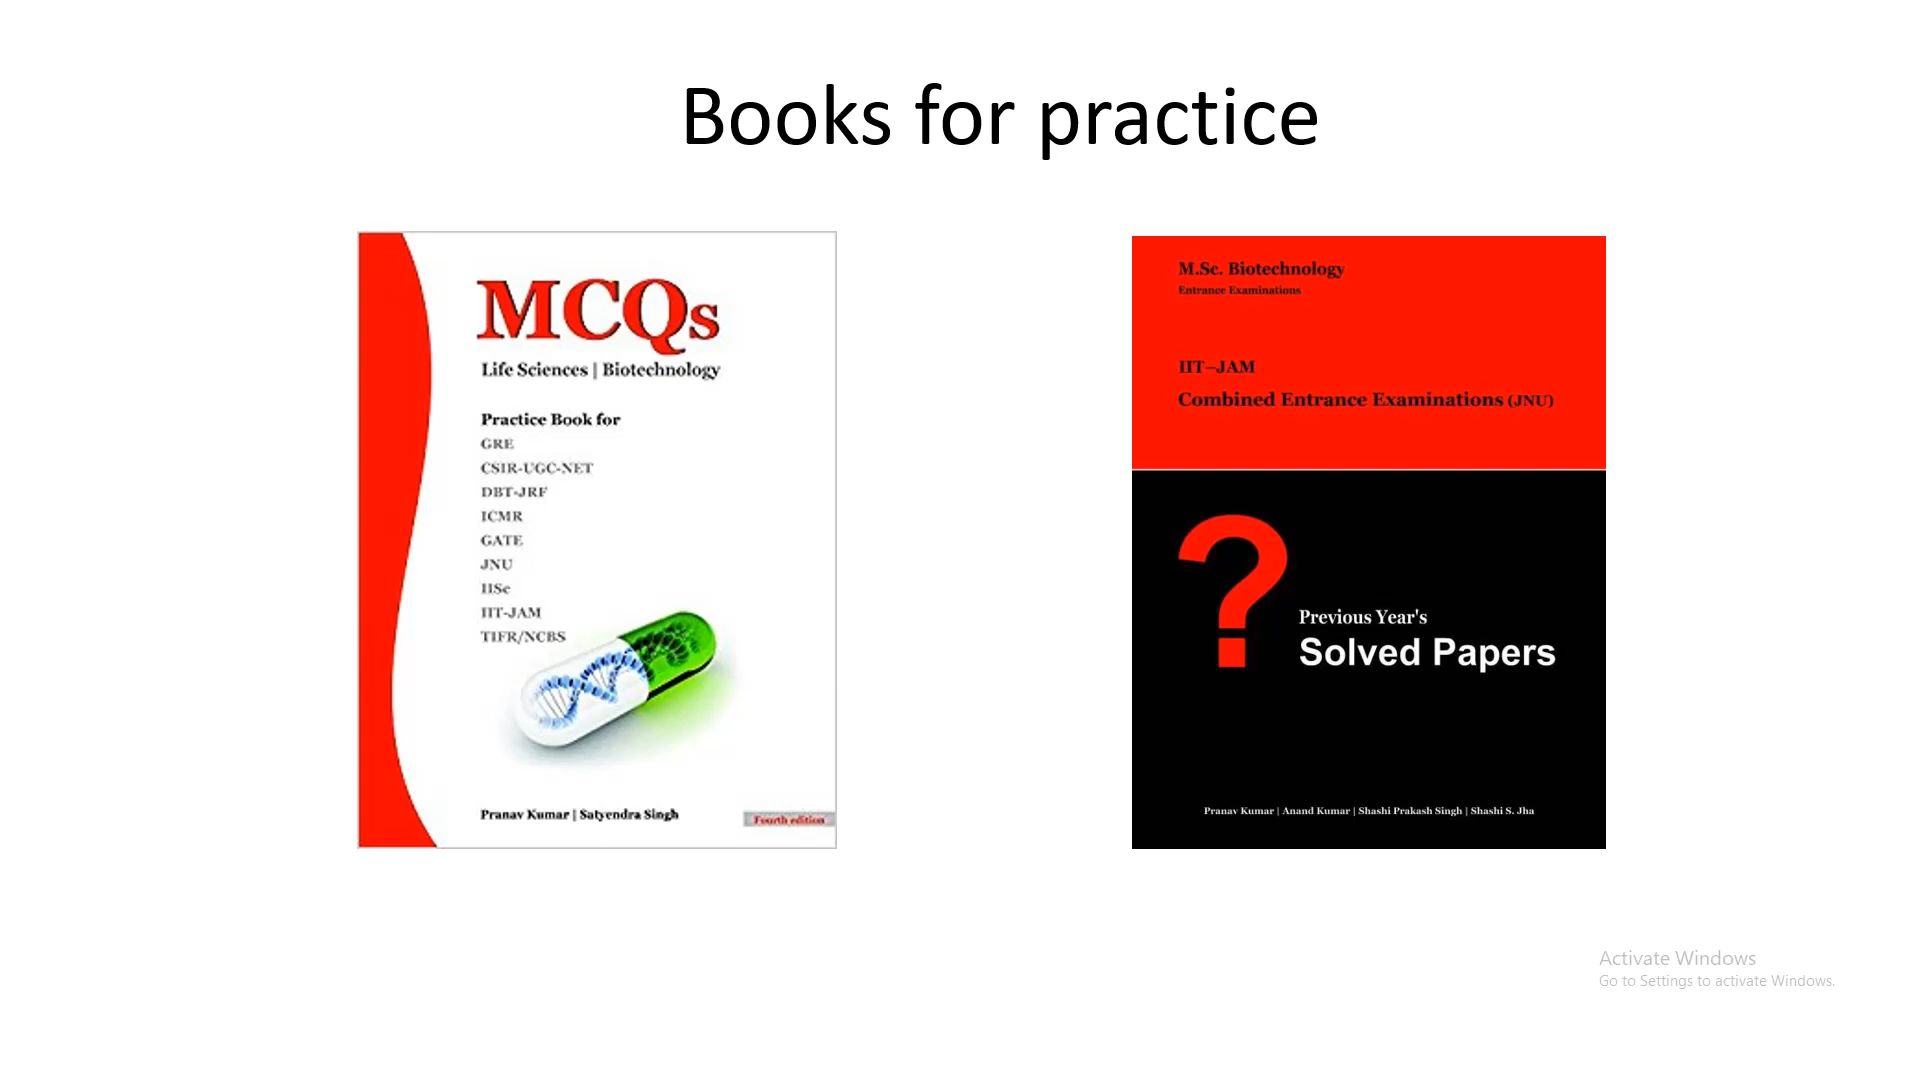 Books for practice
MCQs
Life Sciences | Biotechnology
Practice Book for
GRE
CSIR-UGC-NET
DBT-JRF
ICMR
GATE
JNU
IISc
IIT-JAM
TIFR/NCBS
Pranav Kumar | Satyendra Singh
Fourth edition
M.Sc. Biotechnology
Entrance Examinations
IIT–JAM
Combined Entrance Examinations (JNU)
?
Previous Year's
Solved Papers
Pranav Kumar | Anand Kumar | Shashi Prakash Singh | Shashi S. Jha
Activate Windows
Go to Settings to activate Windows.